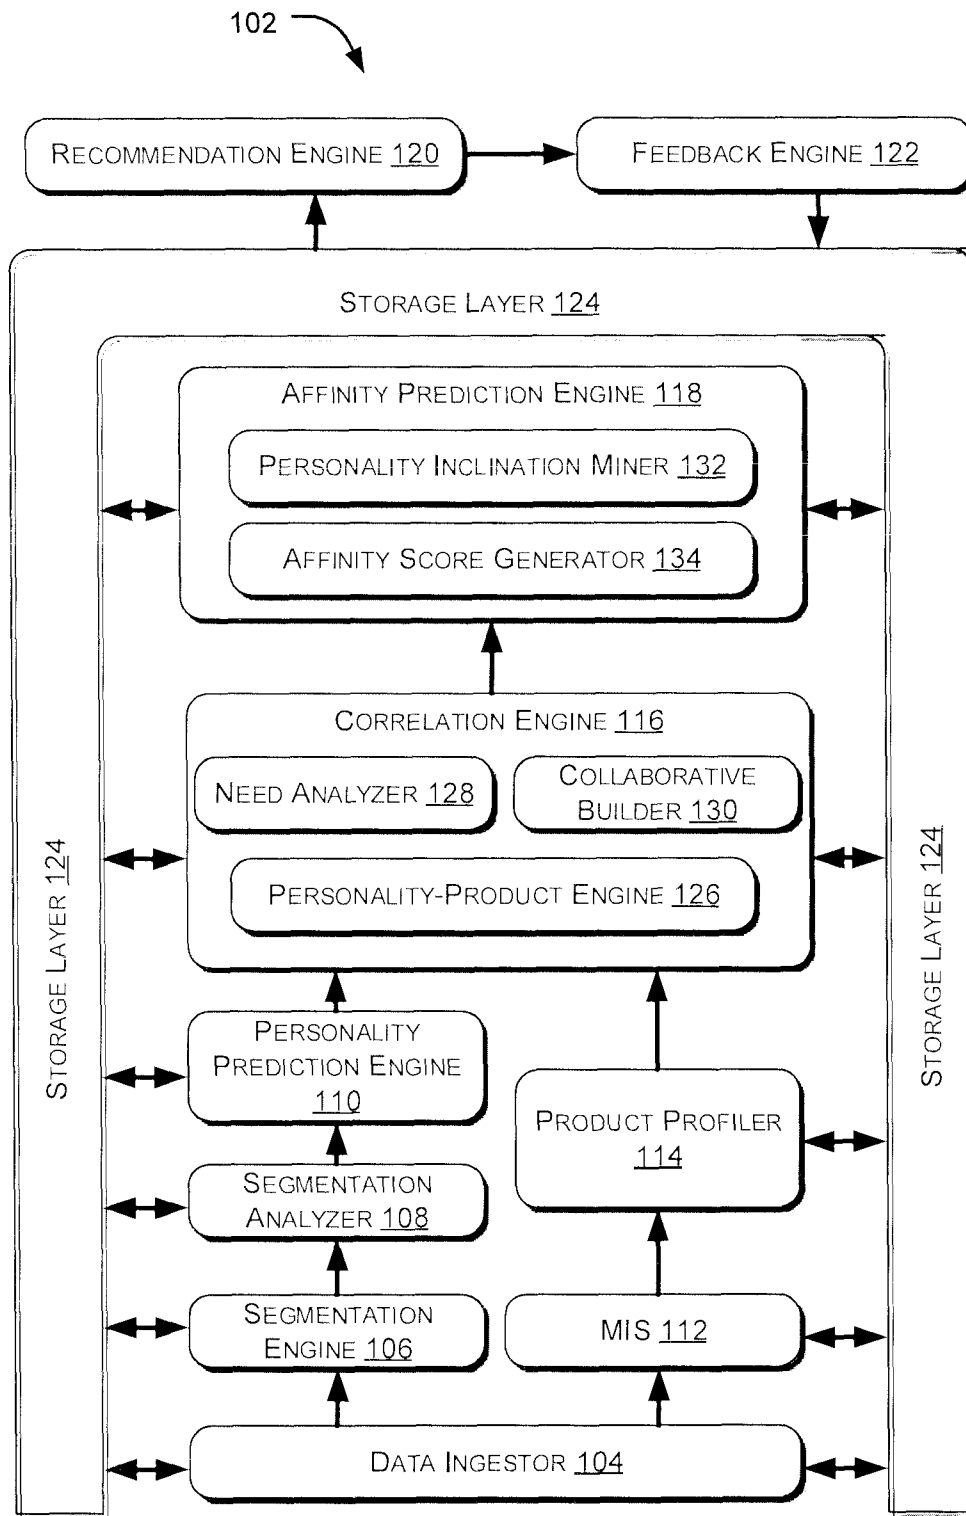 102
RECOMMENDATION ENGINE 120
FEEDBACK ENGINE 122
STORAGE LAYER 124
AFFINITY PREDICTION ENGINE 118
PERSONALITY INCLINATION MINER 132
AFFINITY SCORE GENERATOR 134
CORRELATION ENGINE 116
NEED ANALYZER 128
COLLABORATIVE
BUILDER 130
PERSONALITY-PRODUCT ENGINE 126
STORAGE LAYER 124
STORAGE LAYER 124
PERSONALITY
PREDICTION ENGINE
110
PRODUCT PROFILER
114
SEGMENTATION
ANALYZER 108
SEGMENTATION
ENGINE 106
MIS 112
DATA INGESTOR 104